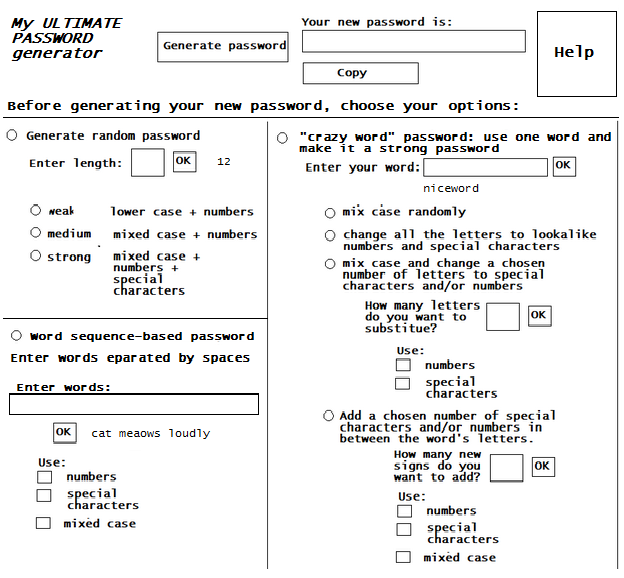 My ULTIMATE
PASSWORD
generator
Generate password
Your new password is:
Copy
Help
Before generating your new password, choose your options:
Generate random password
Enter length:
OK
12
weak
lower case + numbers
medium
mixed case + numbers
strong
mixed case +
numbers +
special
characters
Word sequence-based password
Enter words eparated by spaces
Enter words:
OK
cat meaows loudly
Use:
numbers
special
characters
mixed case
"crazy word" password: use one word and
make it a strong password
Enter your word:
OK
niceword
mix case randomly
change all the letters to lookalike
numbers and special characters
mix case and change a chosen
number of letters to special
characters and/or numbers
How many letters
do you want to
substitue?
OK
Use:
numbers
special
characters
Add a chosen number of special
characters and/or numbers in
between the word's letters.
How many new
signs do you
want to add?
OK
Use:
numbers
special
characters
mixed case